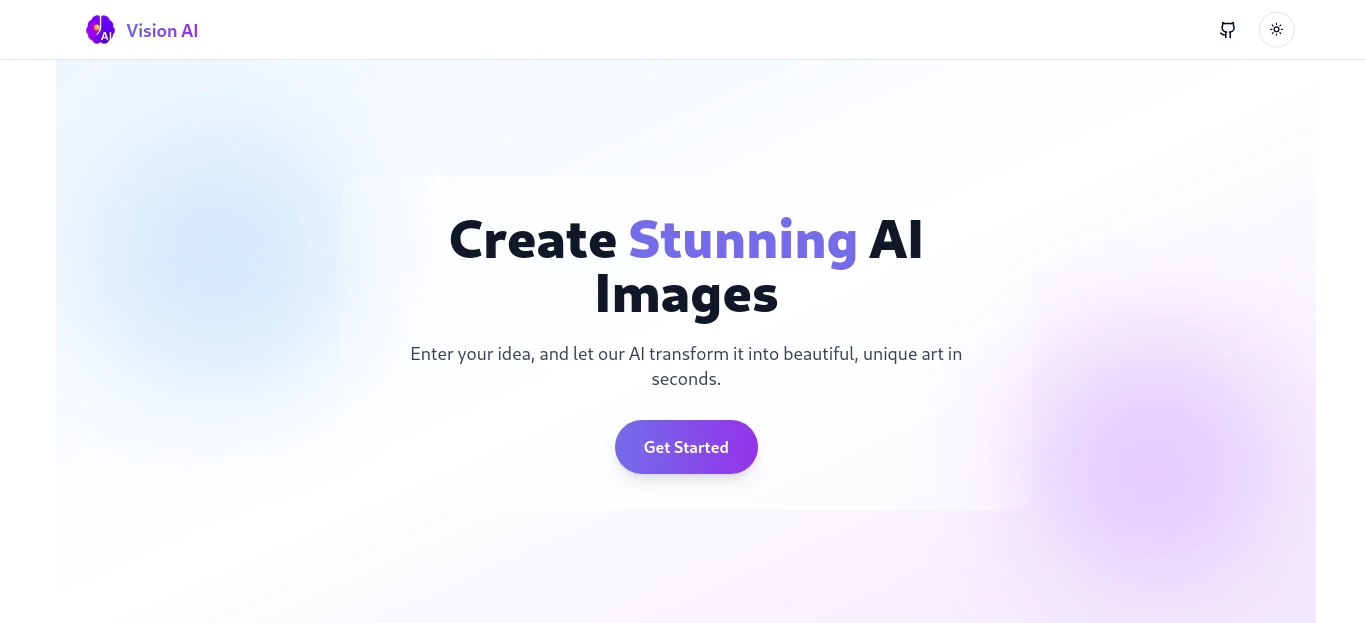 AI
Vision AI
Create Stunning AI
Images
Enter your idea, and let our AI transform it into beautiful, unique art in
seconds.
Get Started